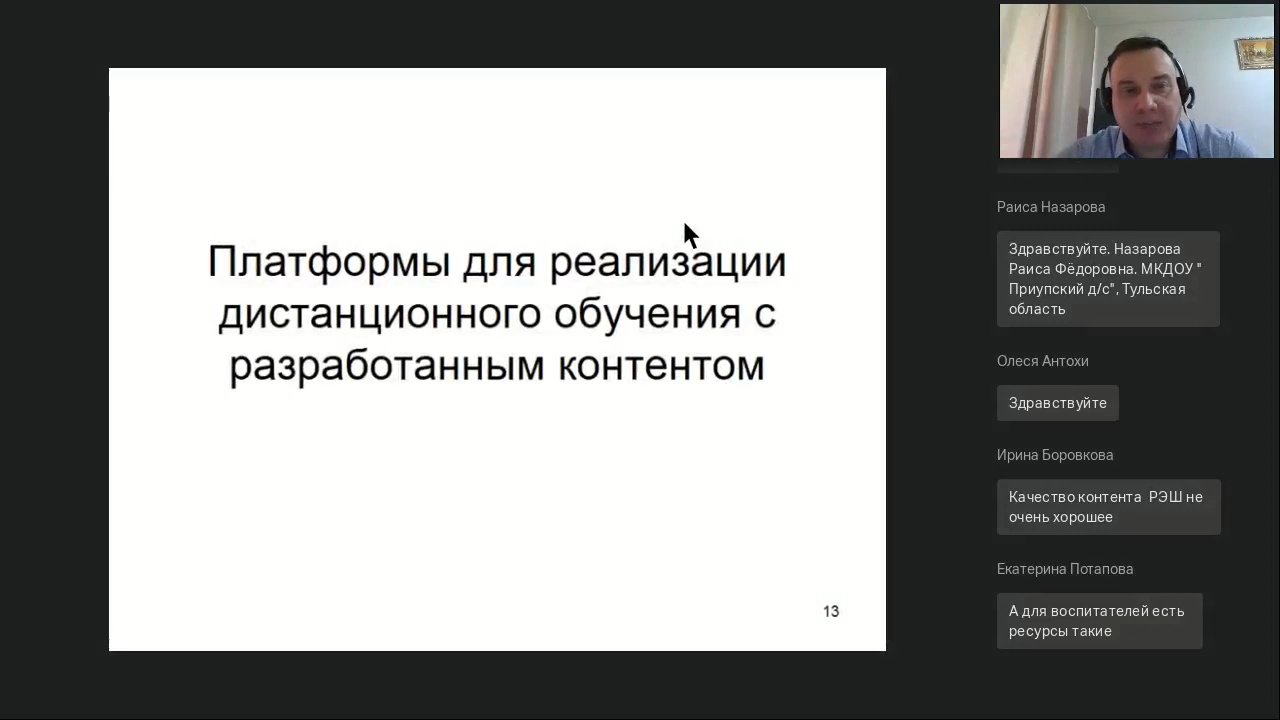 Платформы для реализации
дистанционного обучения с
разработанным контентом
13
Раиса Назарова
Здравствуйте. Назарова
Раиса Фёдоровна. МКДОУ "
Приупский д/с", Тульская
область
Олеся Антохи
Здравствуйте
Ирина Боровкова
Качество контента  РЭШ не
очень хорошее
Екатерина Потапова
А для воспитателей есть
ресурсы такие